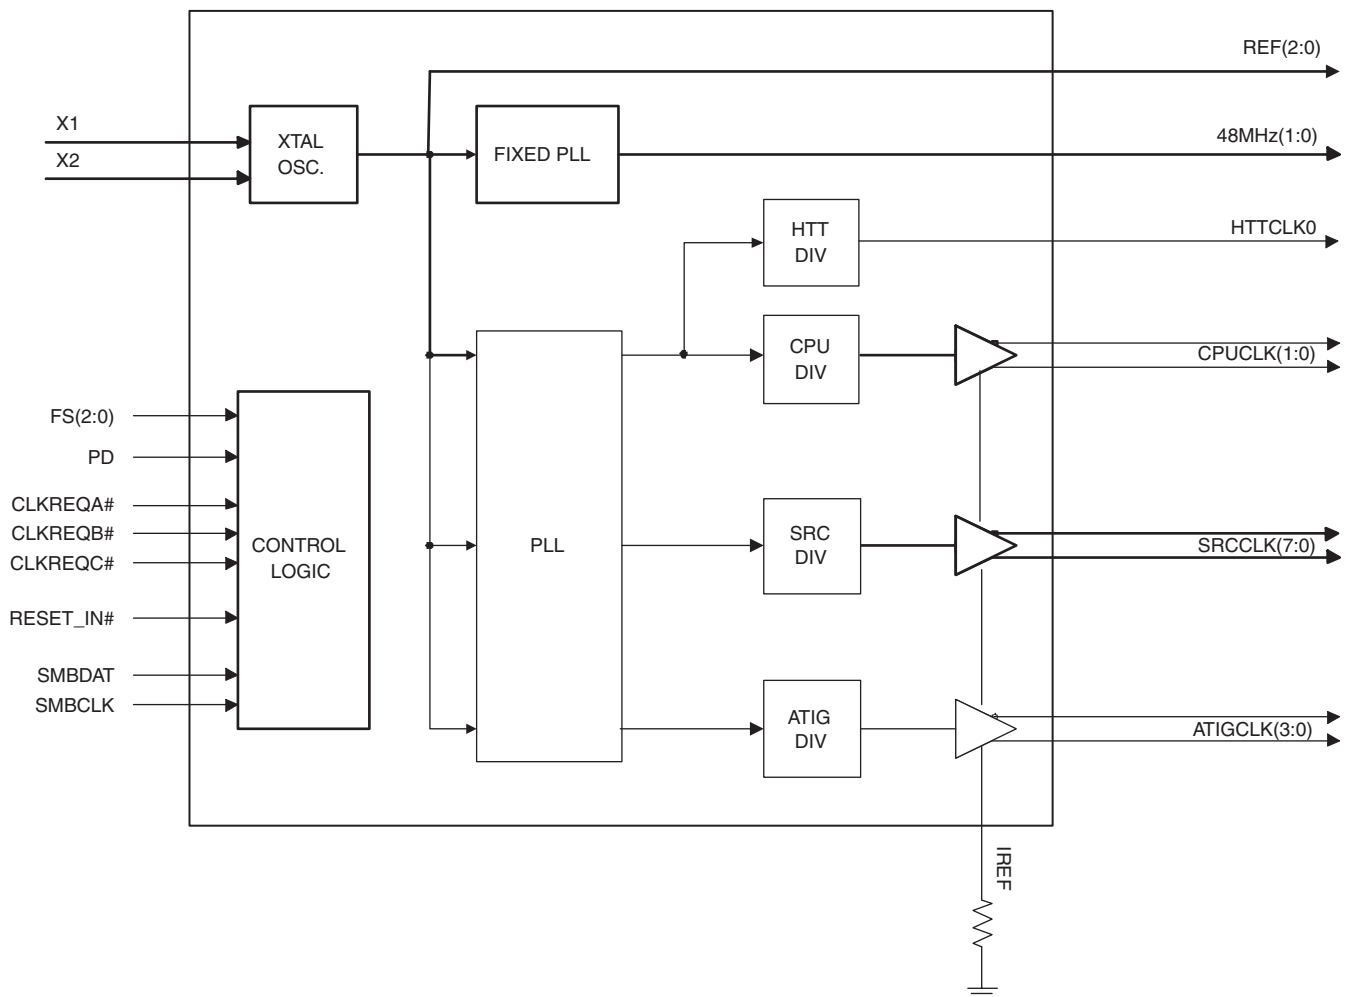 REF(2:0)
X1
XTAL
OSC.
FIXED PLL
48MHz(1:0)
X2
HTT
DIV
HTTCLK0
CPU
DIV
CPUCLK(1:0)
FS(2:0)
PD
CLKREQA#
CLKREQB#
CLKREQC#
RESET_IN#
SMBDAT
SMBCLK
CONTROL
LOGIC
PLL
SRC
DIV
SRCCLK(7:0)
ATIG
DIV
ATIGCLK(3:0)
IREF